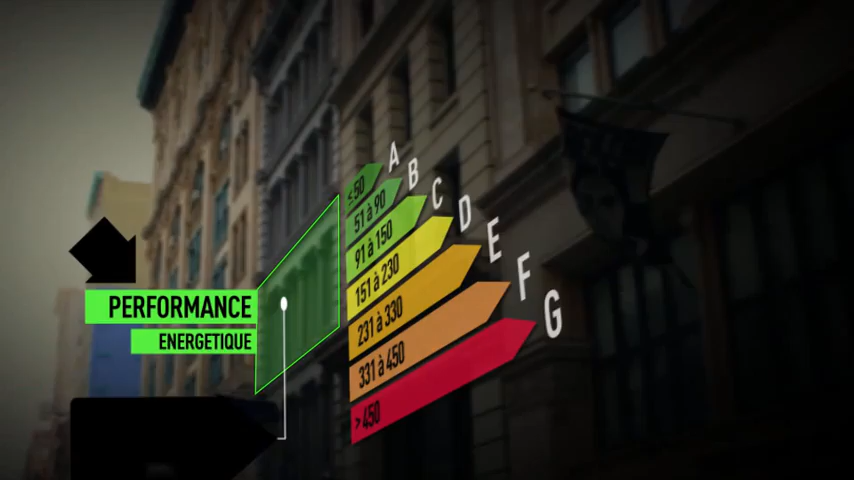 PERFORMANCE
ENERGETIQUE
≤50 A
51 à 90 B
91 à 150 C
151 à 230 D
231 à 330 E
331 à 450 F
> 450 G